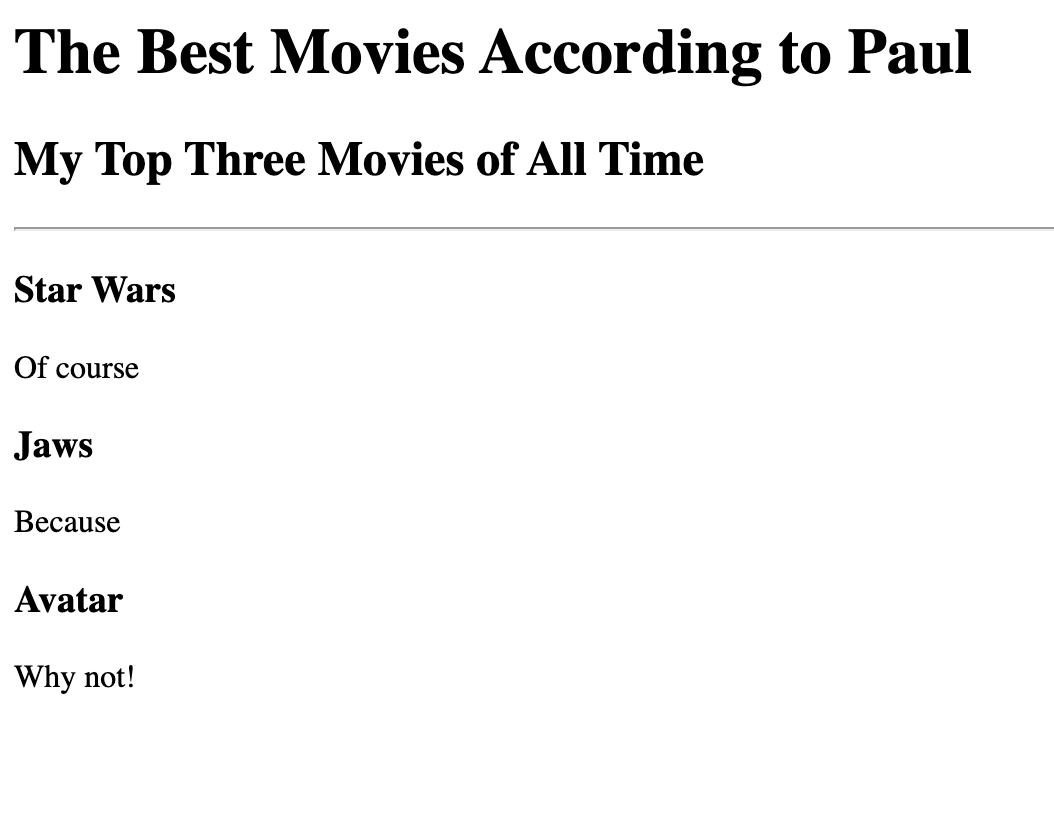 The Best Movies According to Paul
My Top Three Movies of All Time
Star Wars
Of course
Jaws
Because
Avatar
Why not!